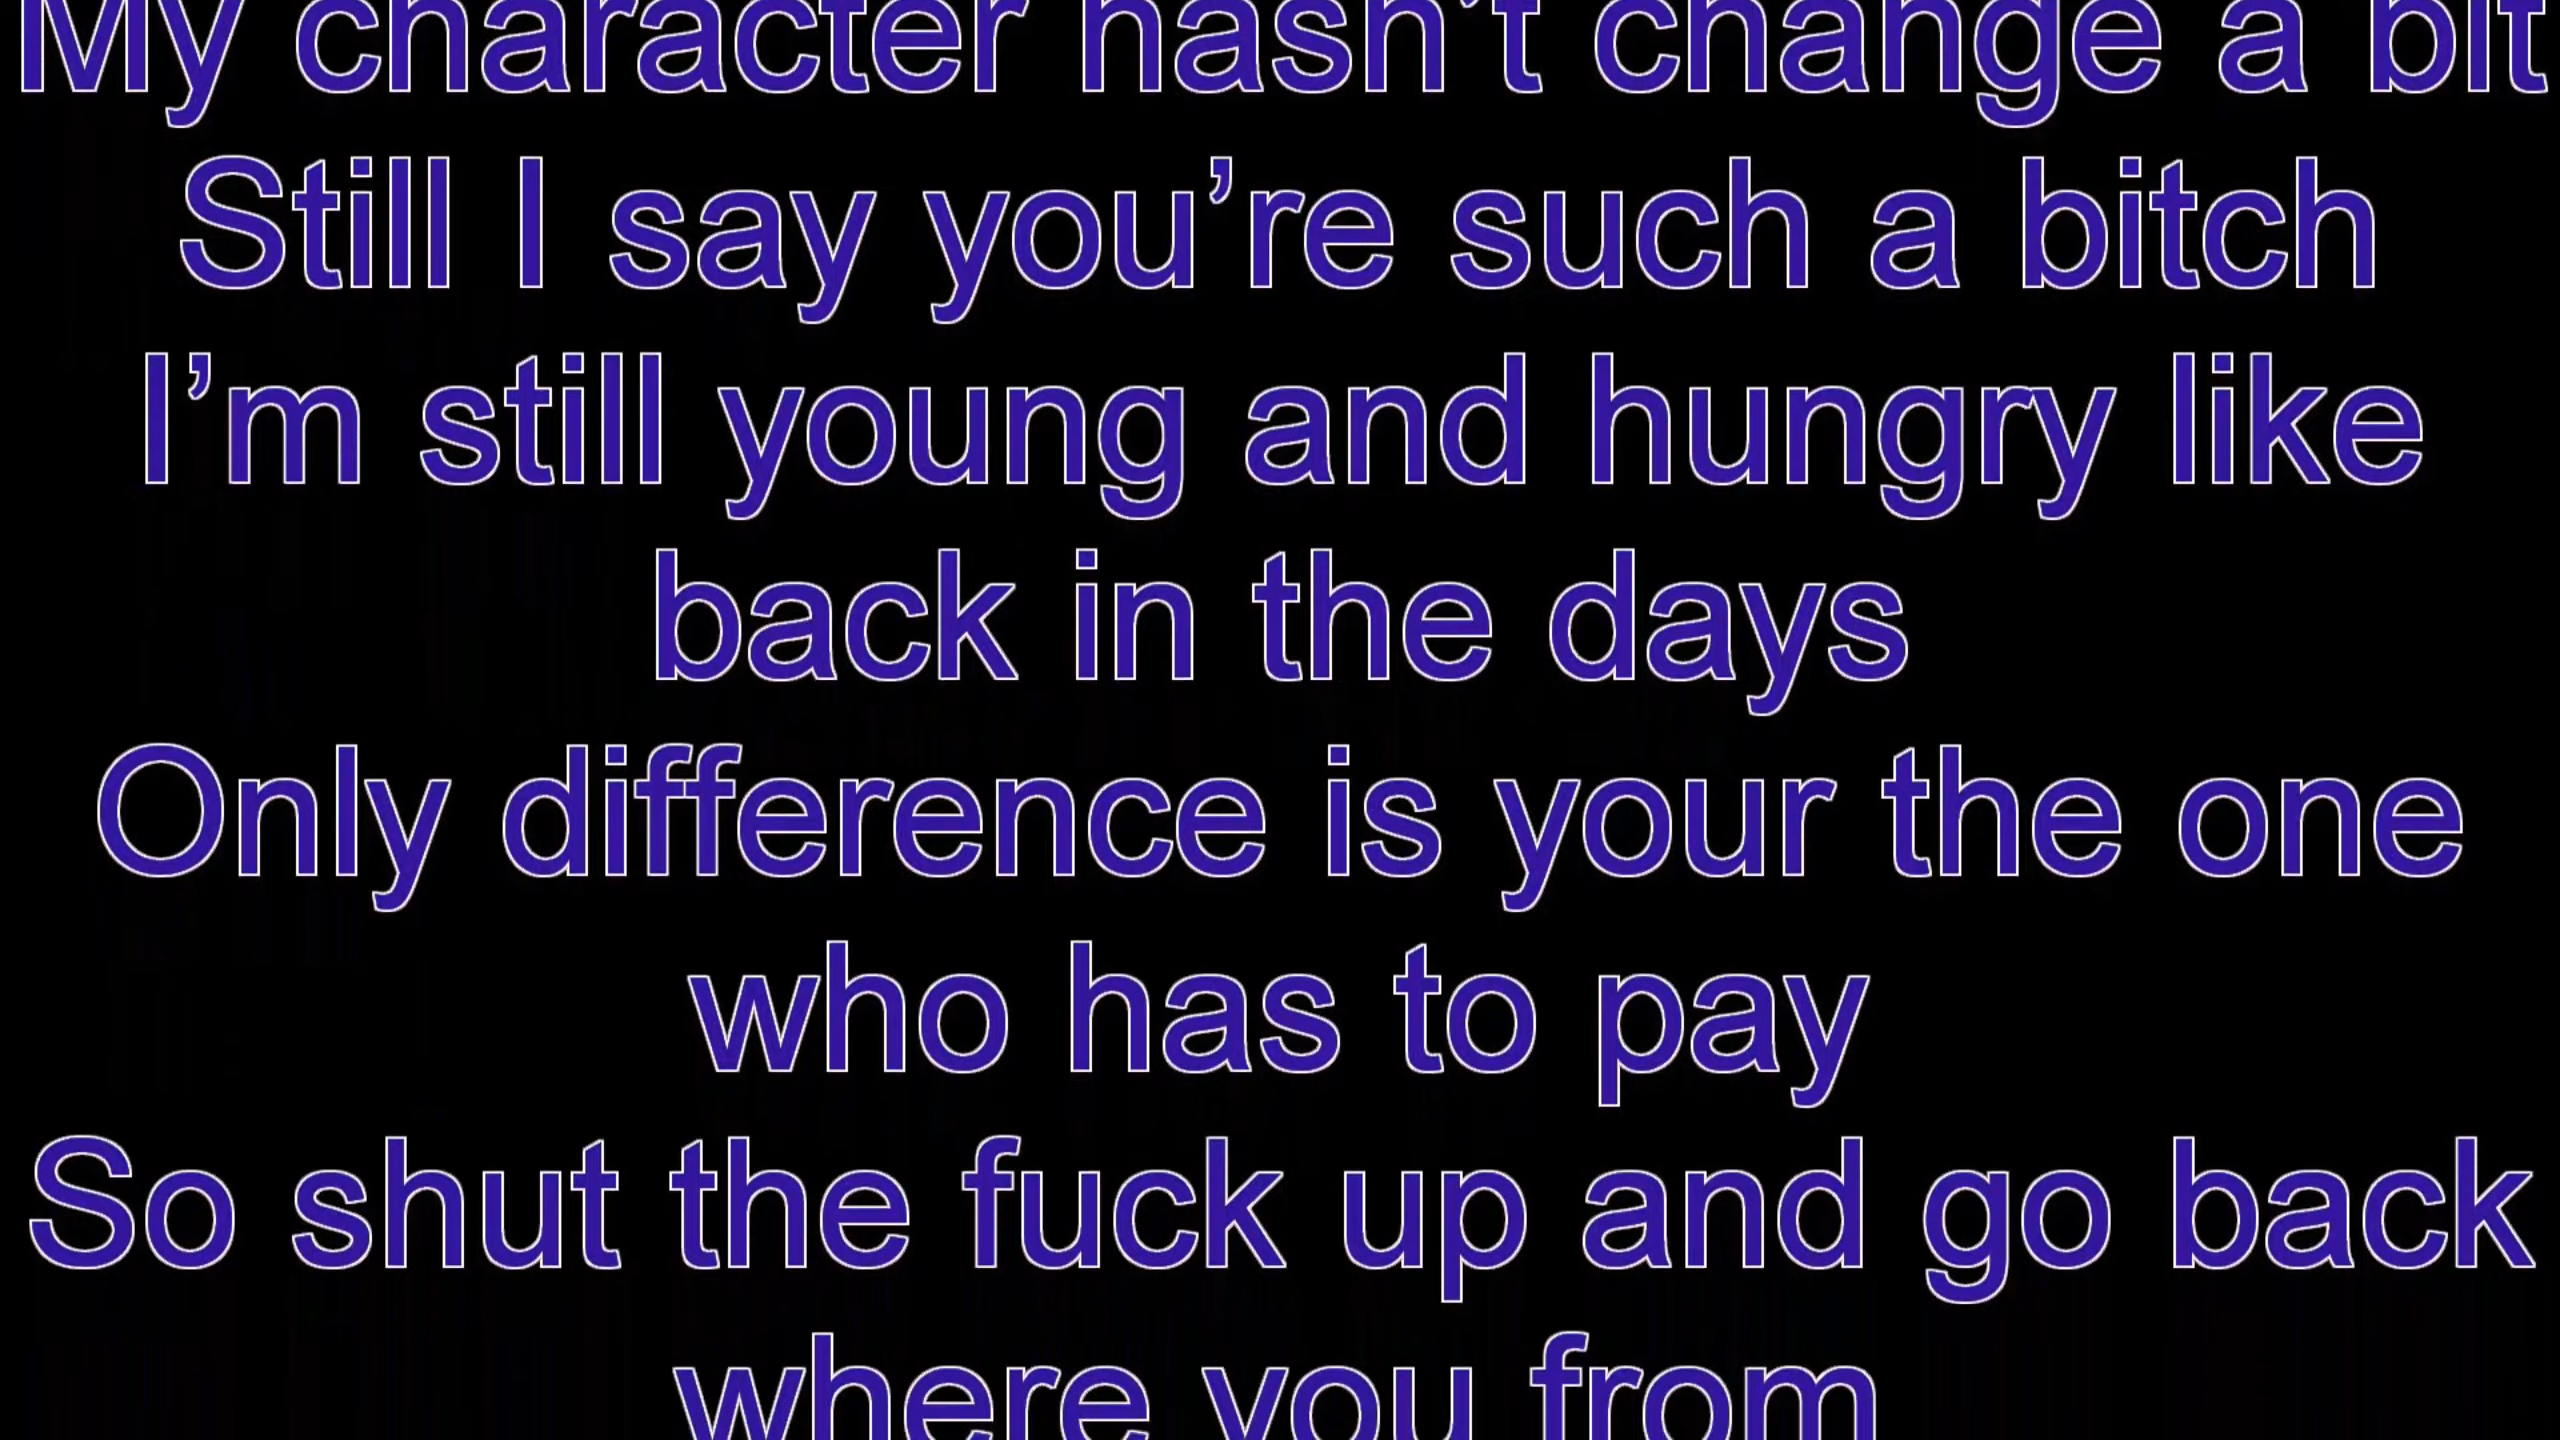 My character hasn’t change a bit
Still I say you’re such a bitch
I’m still young and hungry like
back in the days
Only difference is your the one
who has to pay
So shut the fuck up and go back
where you from